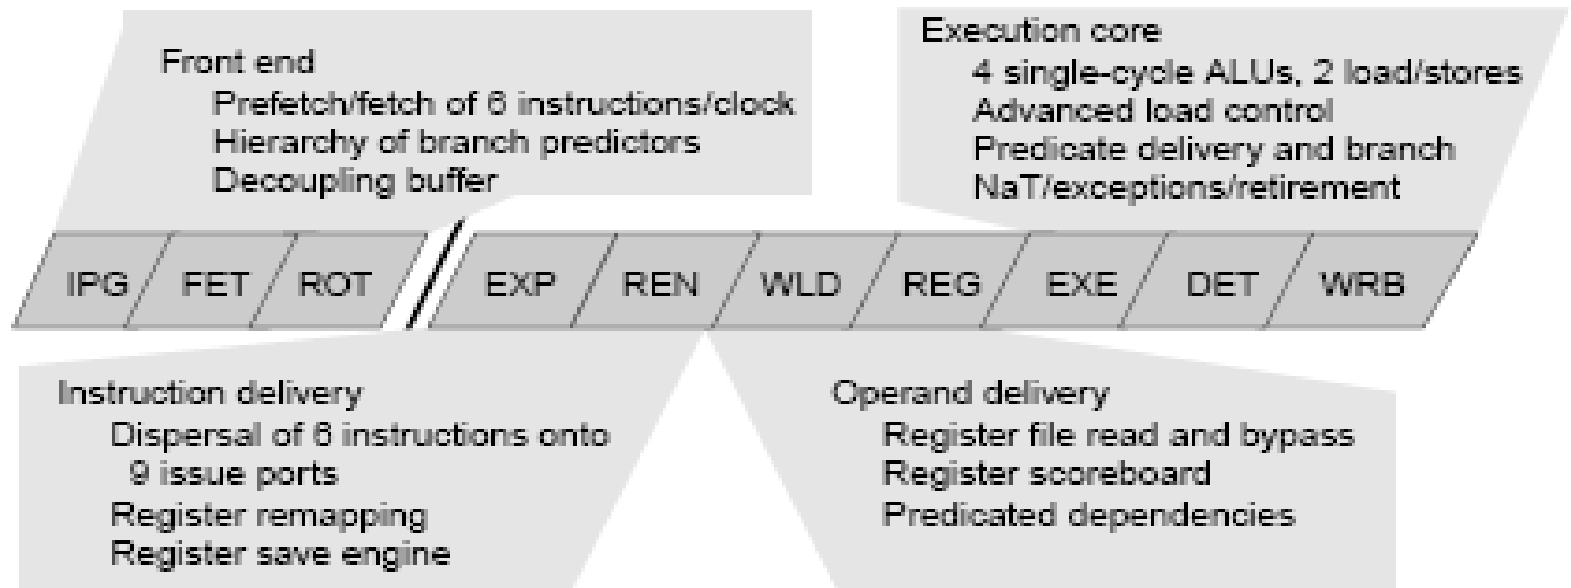 Front end
Prefetch/fetch of 6 instructions/clock
Hierarchy of branch predictors
Decoupling buffer
Execution core
4 single-cycle ALUs, 2 load/stores
Advanced load control
Predicate delivery and branch
NaT/exceptions/retirement
IPG FET ROT EXP REN WLD REG EXE DET WRB
Instruction delivery
Dispersal of 6 instructions onto
9 issue ports
Register remapping
Register save engine
Operand delivery
Register file read and bypass
Register scoreboard
Predicated dependencies